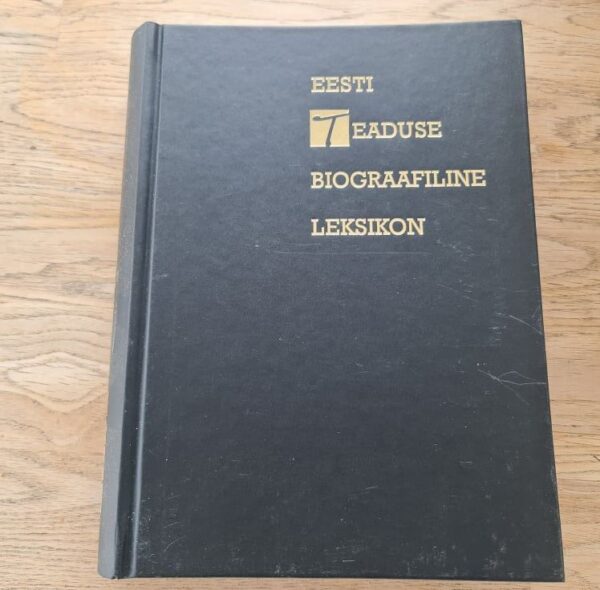 EESTI
TEADUSE
BIOGRAAFILINE
LEKSIKON